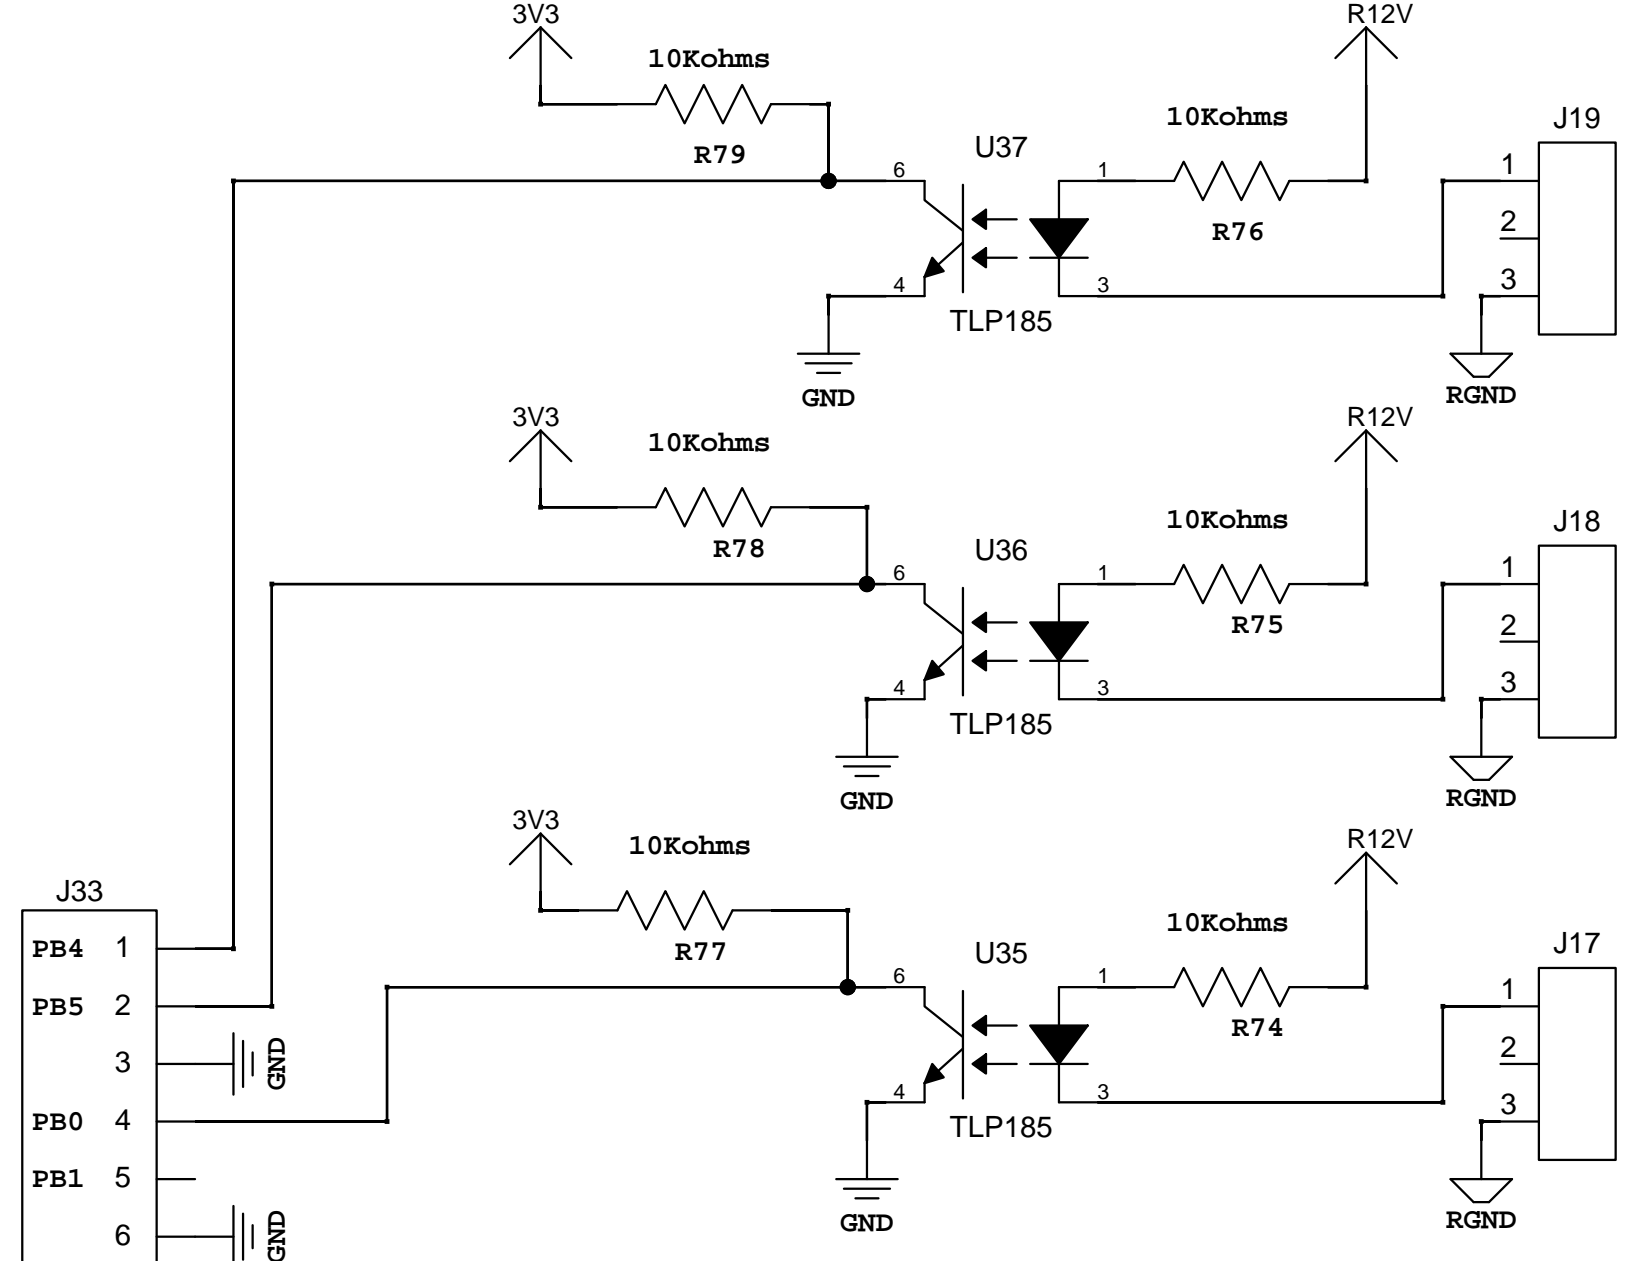 3V3
R12V
10Kohms
10Kohms
J19
U37
R79
6
1
1
2
R76
3
4
3
TLP185
GND
RGND
3V3
R12V
10Kohms
10Kohms
J18
U36
R78
6
1
1
2
R75
3
4
3
TLP185
GND
RGND
3V3
R12V
10Kohms
J33
10Kohms
J17
U35
R77
PB4 1
6
1
1
PB5 2
R74
2
3
GND
4
3
3
PB0 4
TLP185
PB1 5
GND
RGND
6
GND